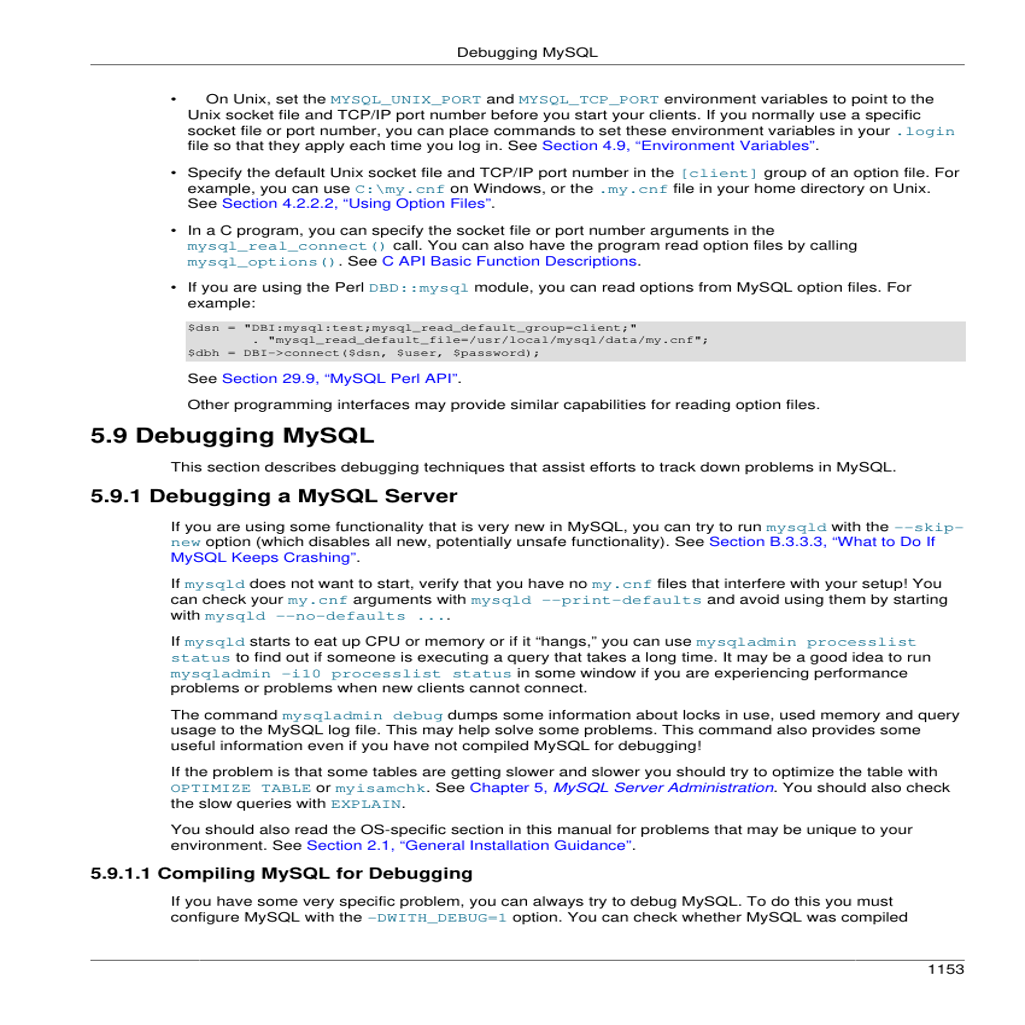 Debugging MySQL
• On Unix, set the MYSQL_UNIX_PORT and MYSQL_TCP_PORT environment variables to point to the
Unix socket file and TCP/IP port number before you start your clients. If you normally use a specific
socket file or port number, you can place commands to set these environment variables in your .login
file so that they apply each time you log in. See Section 4.9, “Environment Variables”.
• Specify the default Unix socket file and TCP/IP port number in the [client] group of an option file. For
example, you can use C:\my.cnf on Windows, or the .my.cnf file in your home directory on Unix.
See Section 4.2.2.2, “Using Option Files”.
• In a C program, you can specify the socket file or port number arguments in the
mysql_real_connect() call. You can also have the program read option files by calling
mysql_options(). See C API Basic Function Descriptions.
• If you are using the Perl DBD::mysql module, you can read options from MySQL option files. For
example:
$dsn = "DBI:mysql:test;mysql_read_default_group=client;"
. "mysql_read_default_file=/usr/local/mysql/data/my.cnf";
$dbh = DBI->connect($dsn, $user, $password);
See Section 29.9, “MySQL Perl API”.
Other programming interfaces may provide similar capabilities for reading option files.
5.9 Debugging MySQL
This section describes debugging techniques that assist efforts to track down problems in MySQL.
5.9.1 Debugging a MySQL Server
If you are using some functionality that is very new in MySQL, you can try to run mysqld with the --skip-
new option (which disables all new, potentially unsafe functionality). See Section B.3.3.3, “What to Do If
MySQL Keeps Crashing”.
If mysqld does not want to start, verify that you have no my.cnf files that interfere with your setup! You
can check your my.cnf arguments with mysqld --print-defaults and avoid using them by starting
with mysqld --no-defaults ....
If mysqld starts to eat up CPU or memory or if it “hangs,” you can use mysqladmin processlist
status to find out if someone is executing a query that takes a long time. It may be a good idea to run
mysqladmin -i10 processlist status in some window if you are experiencing performance
problems or problems when new clients cannot connect.
The command mysqladmin debug dumps some information about locks in use, used memory and query
usage to the MySQL log file. This may help solve some problems. This command also provides some
useful information even if you have not compiled MySQL for debugging!
If the problem is that some tables are getting slower and slower you should try to optimize the table with
OPTIMIZE TABLE or myisamchk. See Chapter 5, MySQL Server Administration. You should also check
the slow queries with EXPLAIN.
You should also read the OS-specific section in this manual for problems that may be unique to your
environment. See Section 2.1, “General Installation Guidance”.
5.9.1.1 Compiling MySQL for Debugging
If you have some very specific problem, you can always try to debug MySQL. To do this you must
configure MySQL with the -DWITH_DEBUG=1 option. You can check whether MySQL was compiled
1153